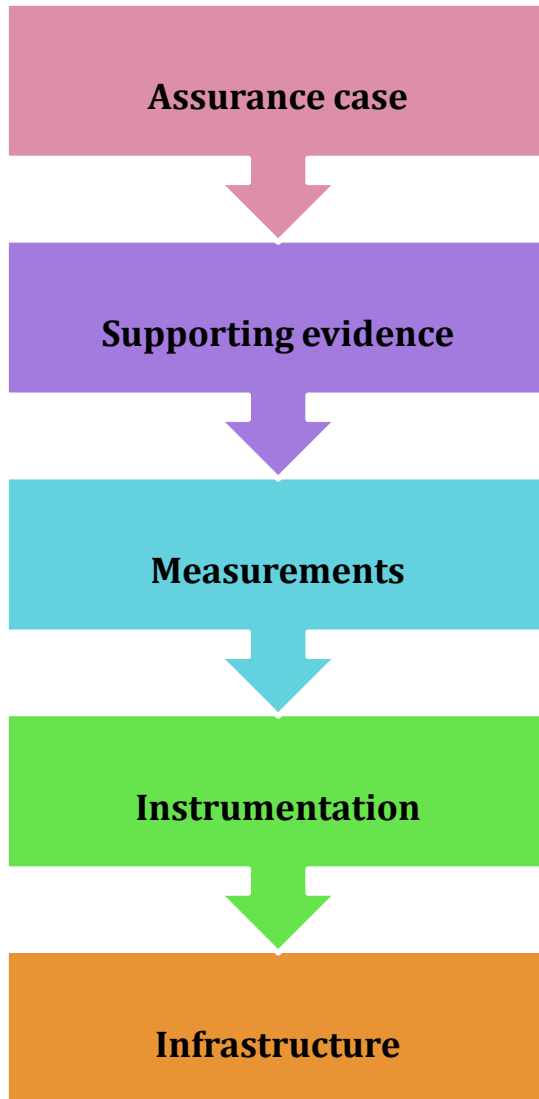 Assurance case
Supporting evidence
Measurements
Instrumentation
Infrastructure